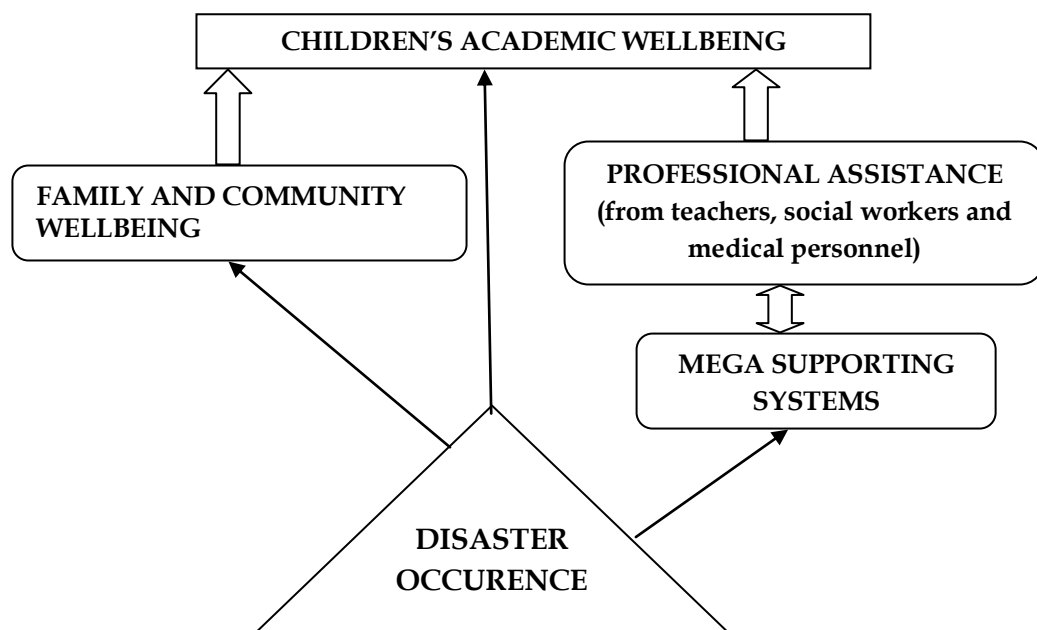 CHILDREN’S ACADEMIC WELLBEING
FAMILY AND COMMUNITY
WELLBEING
PROFESSIONAL ASSISTANCE
(from teachers, social workers and
medical personnel)
MEGA SUPPORTING
SYSTEMS
DISASTER
OCCURENCE